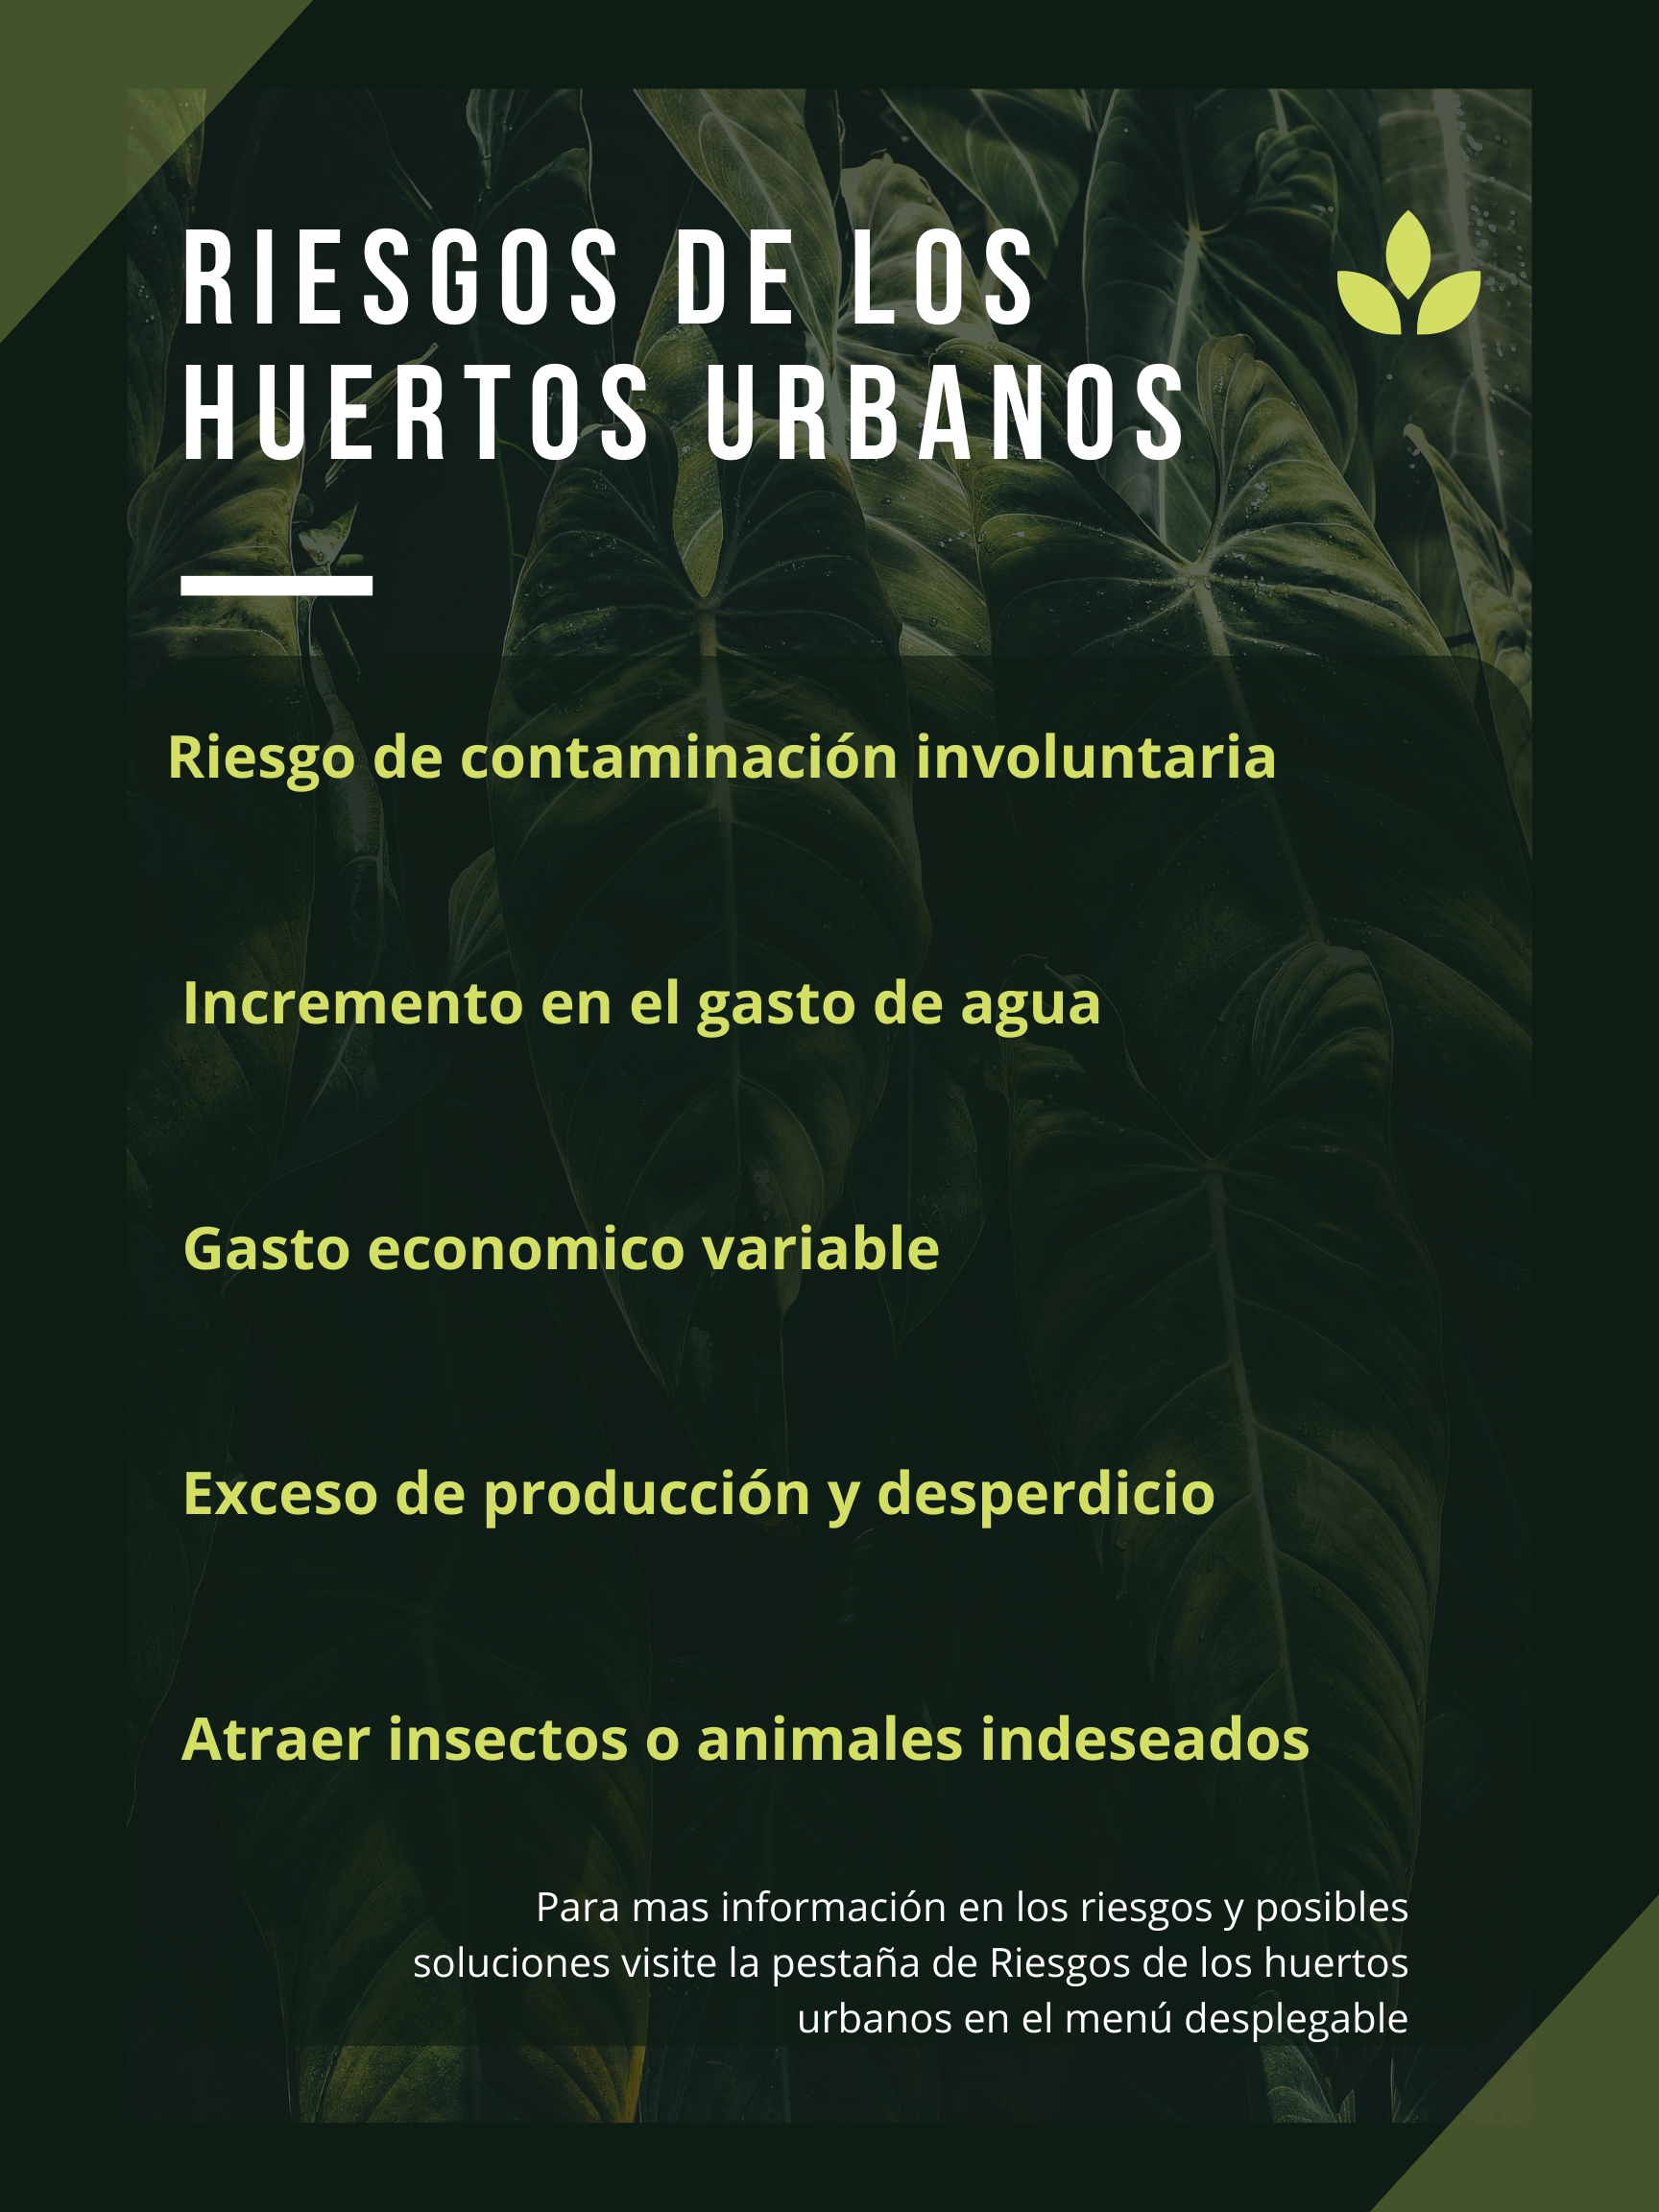 RIESGOS DE LOS
HUERTOS URBANOS
Riesgo de contaminación involuntaria
Incremento en el gasto de agua
Gasto economico variable
Exceso de producción y desperdicio
Atraer insectos o animales indeseados
Para mas información en los riesgos y posibles
soluciones visite la pestaña de Riesgos de los huertos
urbanos en el menú desplegable